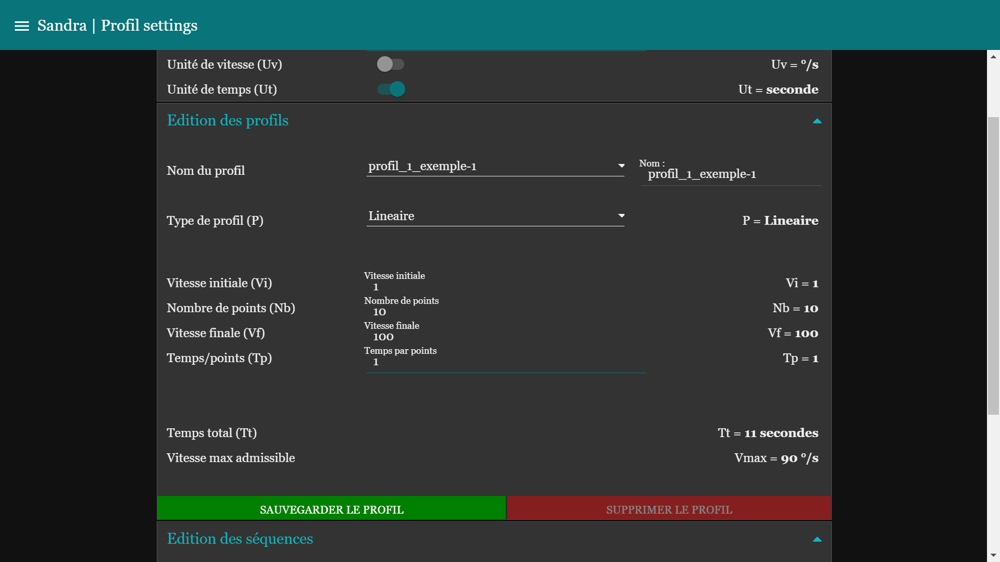 Sandra | Profil settings
Unité de vitesse (Uv) Uv = °/s
Unité de temps (Ut) Ut = seconde
Edition des profils
Nom du profil profil_1_exemple-1 Nom : profil_1_exemple-1
Type de profil (P) Lineaire P = Lineaire
Vitesse initiale
Vitesse initiale (Vi) 1 Vi = 1
Nombre de points
Nombre de points (Nb) 10 Nb = 10
Vitesse finale
Vitesse finale (Vf) 100 Vf = 100
Temps par points
Temps/points (Tp) 1 Tp = 1
Temps total (Tt) Tt = 11 secondes
Vitesse max admissible Vmax = 90 °/s
SAUVEGARDER LE PROFIL SUPPRIMER LE PROFIL
Edition des séquences